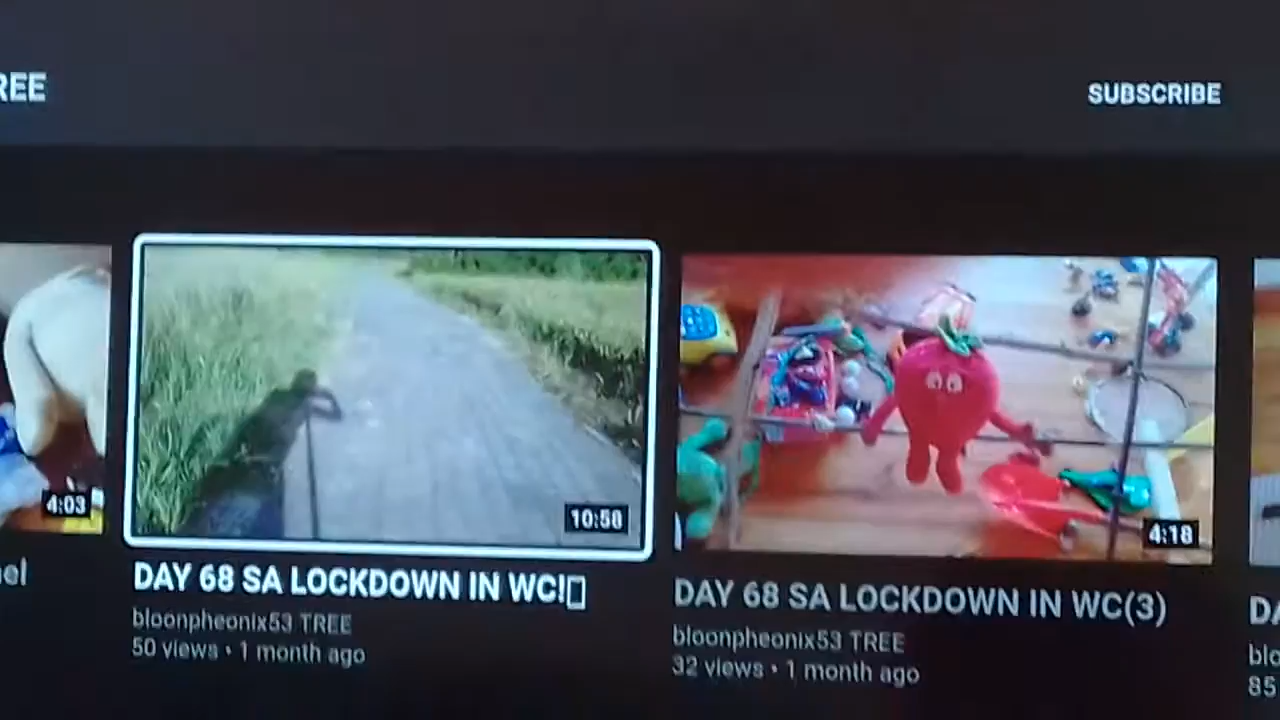 REE
SUBSCRIBE
4:03
10:58
4:18
el
DAY 68 SA LOCKDOWN IN WC!
DAY 68 SA LOCKDOWN IN WC(3)
bloonpheonix53 TREE
bloonpheonix53 TREE
50 views • 1 month ago
32 views • 1 month ago
85